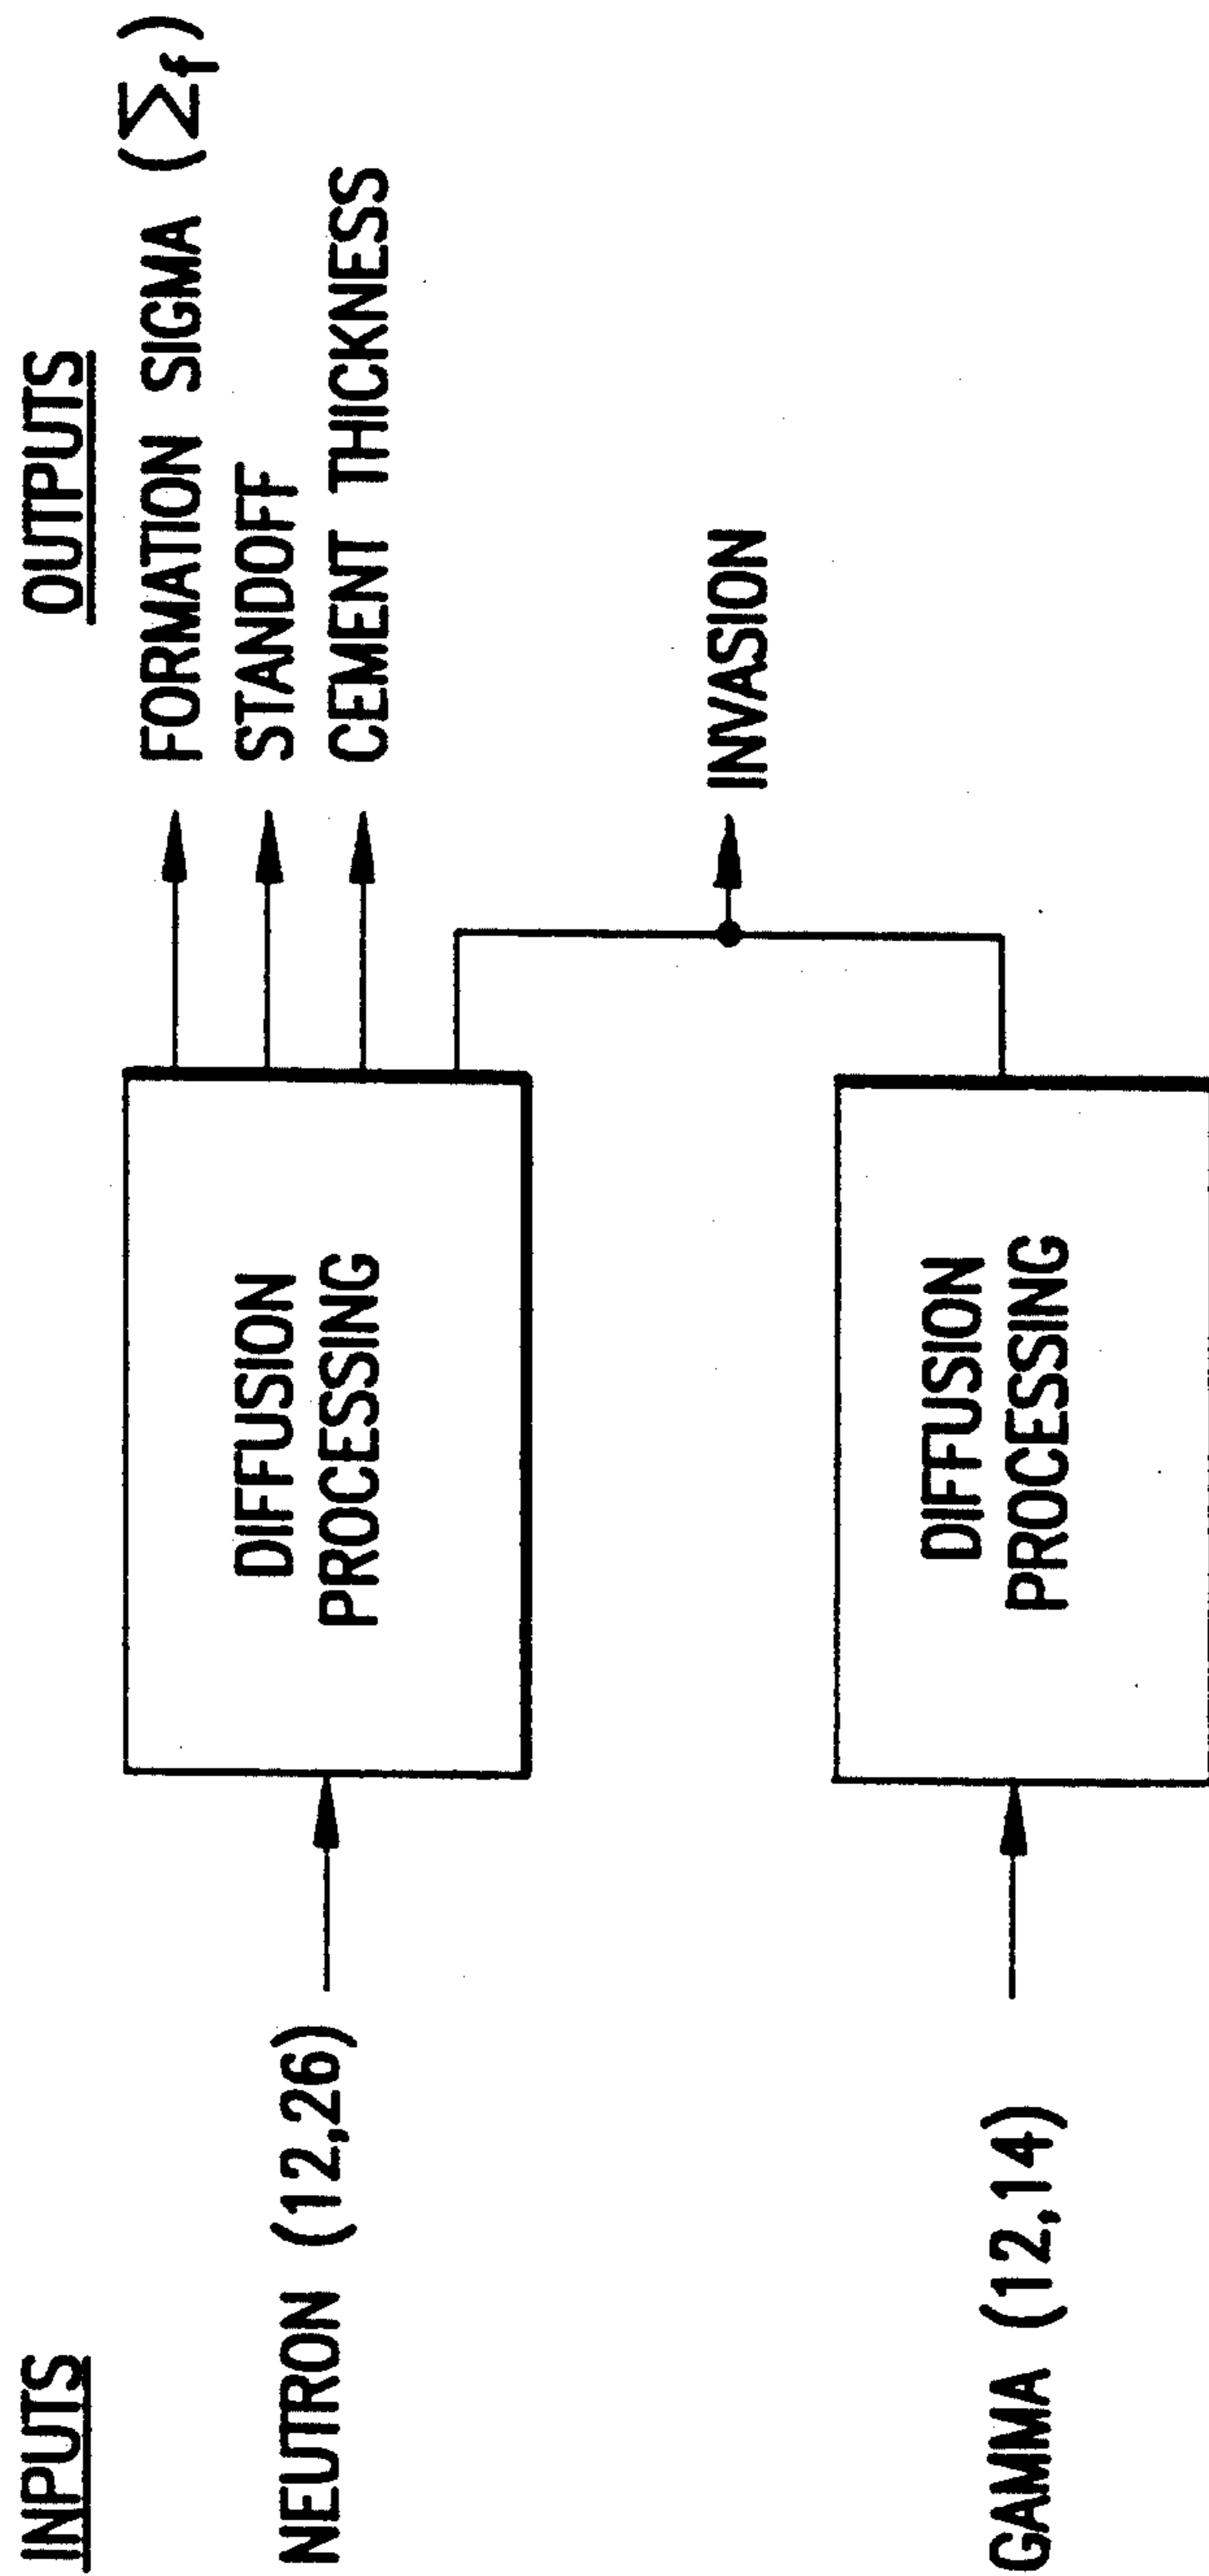 INPUTS
OUTPUTS
NEUTRON (12,26)
DIFFUSION
PROCESSING
FORMATION SIGMA (Σf)
STANDOFF
CEMENT THICKNESS
INVASION
GAMMA (12,14)
DIFFUSION
PROCESSING